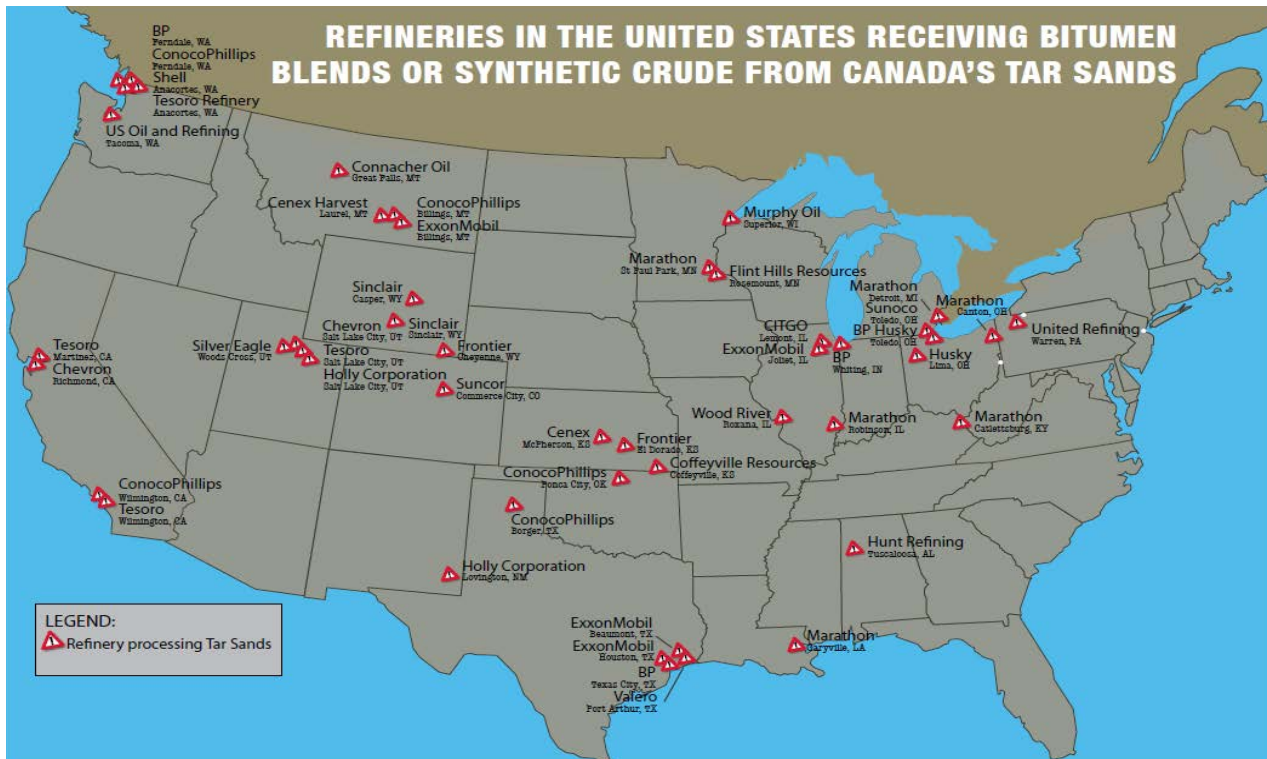 REFINERIES IN THE UNITED STATES RECEIVING BITUMEN
BLENDS OR SYNTHETIC CRUDE FROM CANADA'S TAR SANDS
BP
Ferndale, WA
ConocoPhillips
Ferndale, WA
Shell
Anacortes, WA
Tesoro Refinery
Anacortes, WA
US Oil and Refining
Tacoma, WA
Connacher Oil
Great Falls, MT
Cenex Harvest
Laurel, MT
ConocoPhillips
Billings, MT
ExxonMobil
Billings, MT
Murphy Oil
Superior, WI
Marathon
St Paul Park, MN
Flint Hills Resources
Rosemount, MN
Sinclair
Casper, WY
Sinclair
Sinclair, WY
Chevron
Salt Lake City, UT
Silver Eagle
Woods Cross, UT
Tesoro
Salt Lake City, UT
Holly Corporation
Salt Lake City, UT
Frontier
Cheyenne, WY
Suncor
Commerce City, CO
Tesoro
Martinez, CA
Chevron
Richmond, CA
ConocoPhillips
Wilmington, CA
Tesoro
Wilmington, CA
Marathon
Detroit, MI
Sunoco
Toledo, OH
BP Husky
Toledo, OH
Marathon
Canton, OH
United Refining
Warren, PA
Husky
Lima, OH
CITGO
Lemont, IL
ExxonMobil
Joliet, IL
BP
Whiting, IN
Wood River
Roxana, IL
Marathon
Robinson, IL
Marathon
Catlettsburg, KY
Cenex
McPherson, KS
Frontier
El Dorado, KS
Coffeyville Resources
Coffeyville, KS
ConocoPhillips
Ponca City, OK
ConocoPhillips
Borger, TX
Holly Corporation
Lovington, NM
Hunt Refining
Tuscaloosa, AL
ExxonMobil
Beaumont, TX
ExxonMobil
Houston, TX
BP
Texas City, TX
Valero
Port Arthur, TX
Marathon
Garyville, LA
LEGEND:
Refinery processing Tar Sands